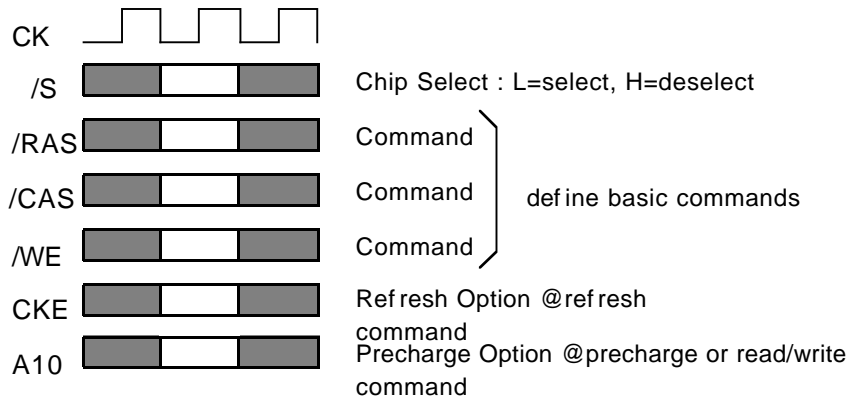 CK
/S Chip Select : L=select, H=deselect
/RAS Command
/CAS Command define basic commands
/WE Command
CKE Refresh Option @refresh
command
A10 Precharge Option @precharge or read/write
command